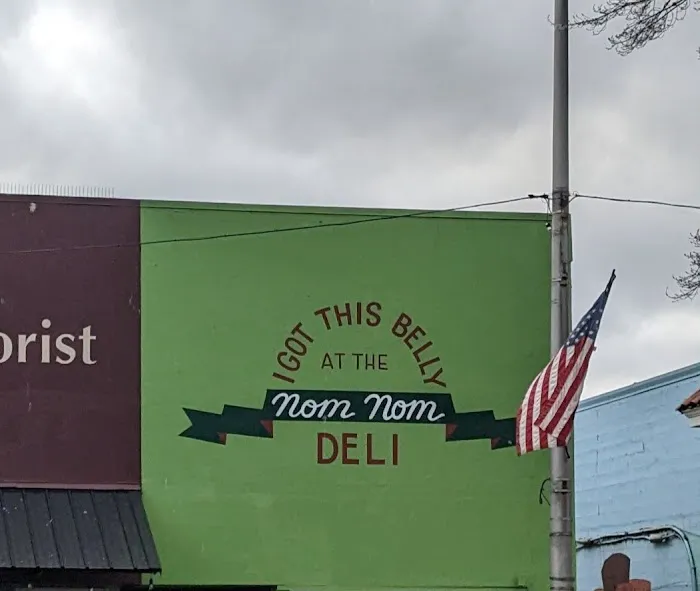 orist
I GOT THIS BELLY
AT THE
Nom Nom
DELI